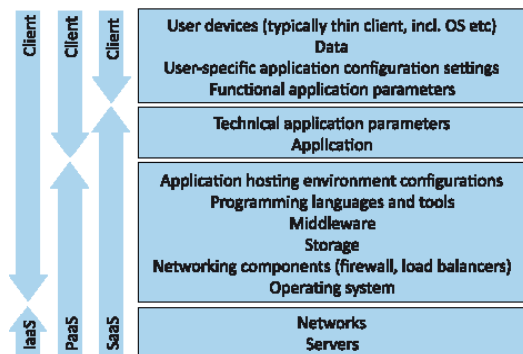 Client
Client
Client
IaaS
PaaS
SaaS
User devices (typically thin client, incl. OS etc)
Data
User-specific application configuration settings
Functional application parameters
Technical application parameters
Application
Application hosting environment configurations
Programming languages and tools
Middleware
Storage
Networking components (firewall, load balancers)
Operating system
Networks
Servers